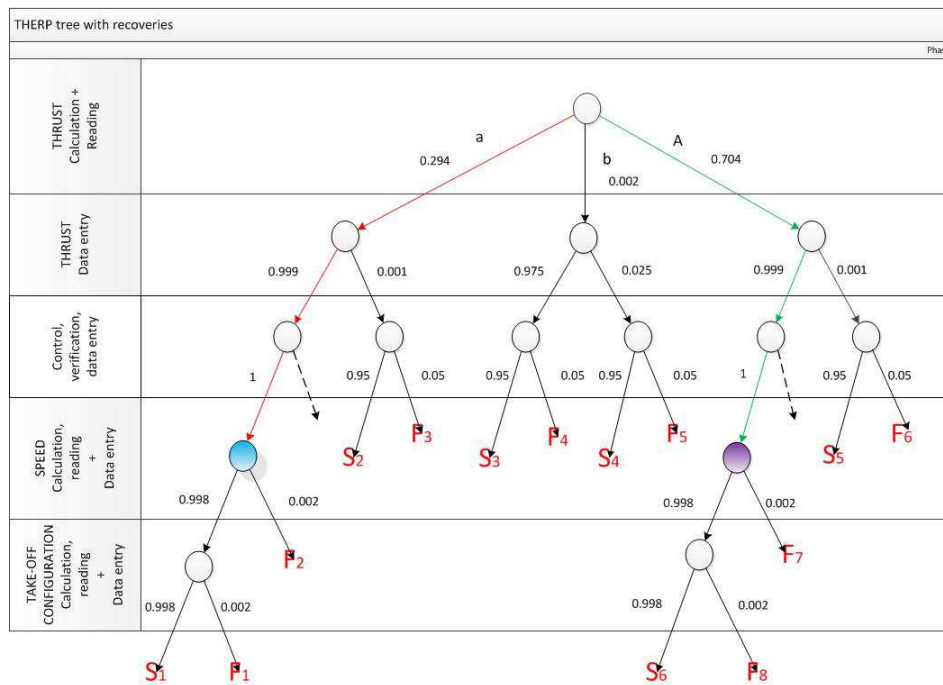 THERP tree with recoveries
Phas
THRUST
Calculation +
Reading
a
b
A
0.294
0.002
0.704
THRUST
Data entry
0.999
0.001
0.975
0.025
0.999
0.001
Control,
verification,
data entry
1
0.95
0.05
0.95
0.05
0.95
0.05
1
0.95
0.05
SPEED
Calculation,
reading
+
Data entry
S2
F3
S3
F4
S4
F5
S5
F6
0.998
0.002
0.998
0.002
TAKE-OFF
CONFIGURATION
Calculation,
reading
+
Data entry
F2
F7
0.998
0.002
0.998
0.002
S1
F1
S6
F8